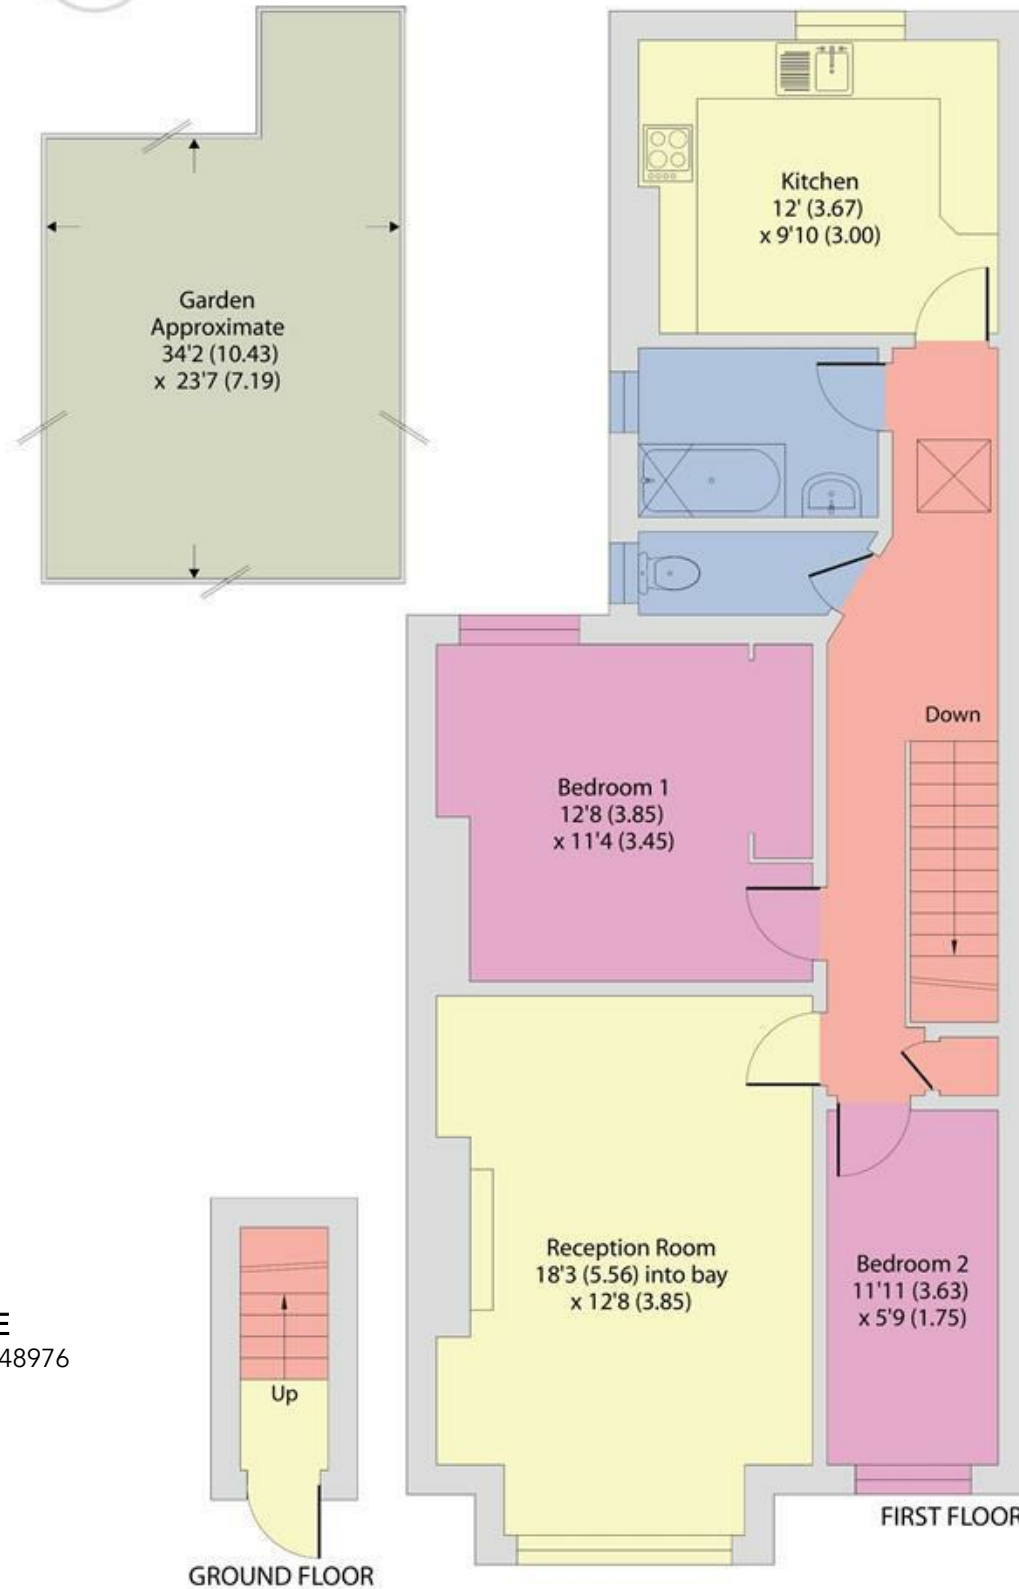 Kitchen
12' (3.67)
x 9'10 (3.00)
Garden
Approximate
34'2 (10.43)
x 23'7 (7.19)
Down
Bedroom 1
12'8 (3.85)
x 11'4 (3.45)
Reception Room
18'3 (5.56) into bay
x 12'8 (3.85)
Bedroom 2
11'11 (3.63)
x 5'9 (1.75)
E
48976
Up
FIRST FLOOR
GROUND FLOOR